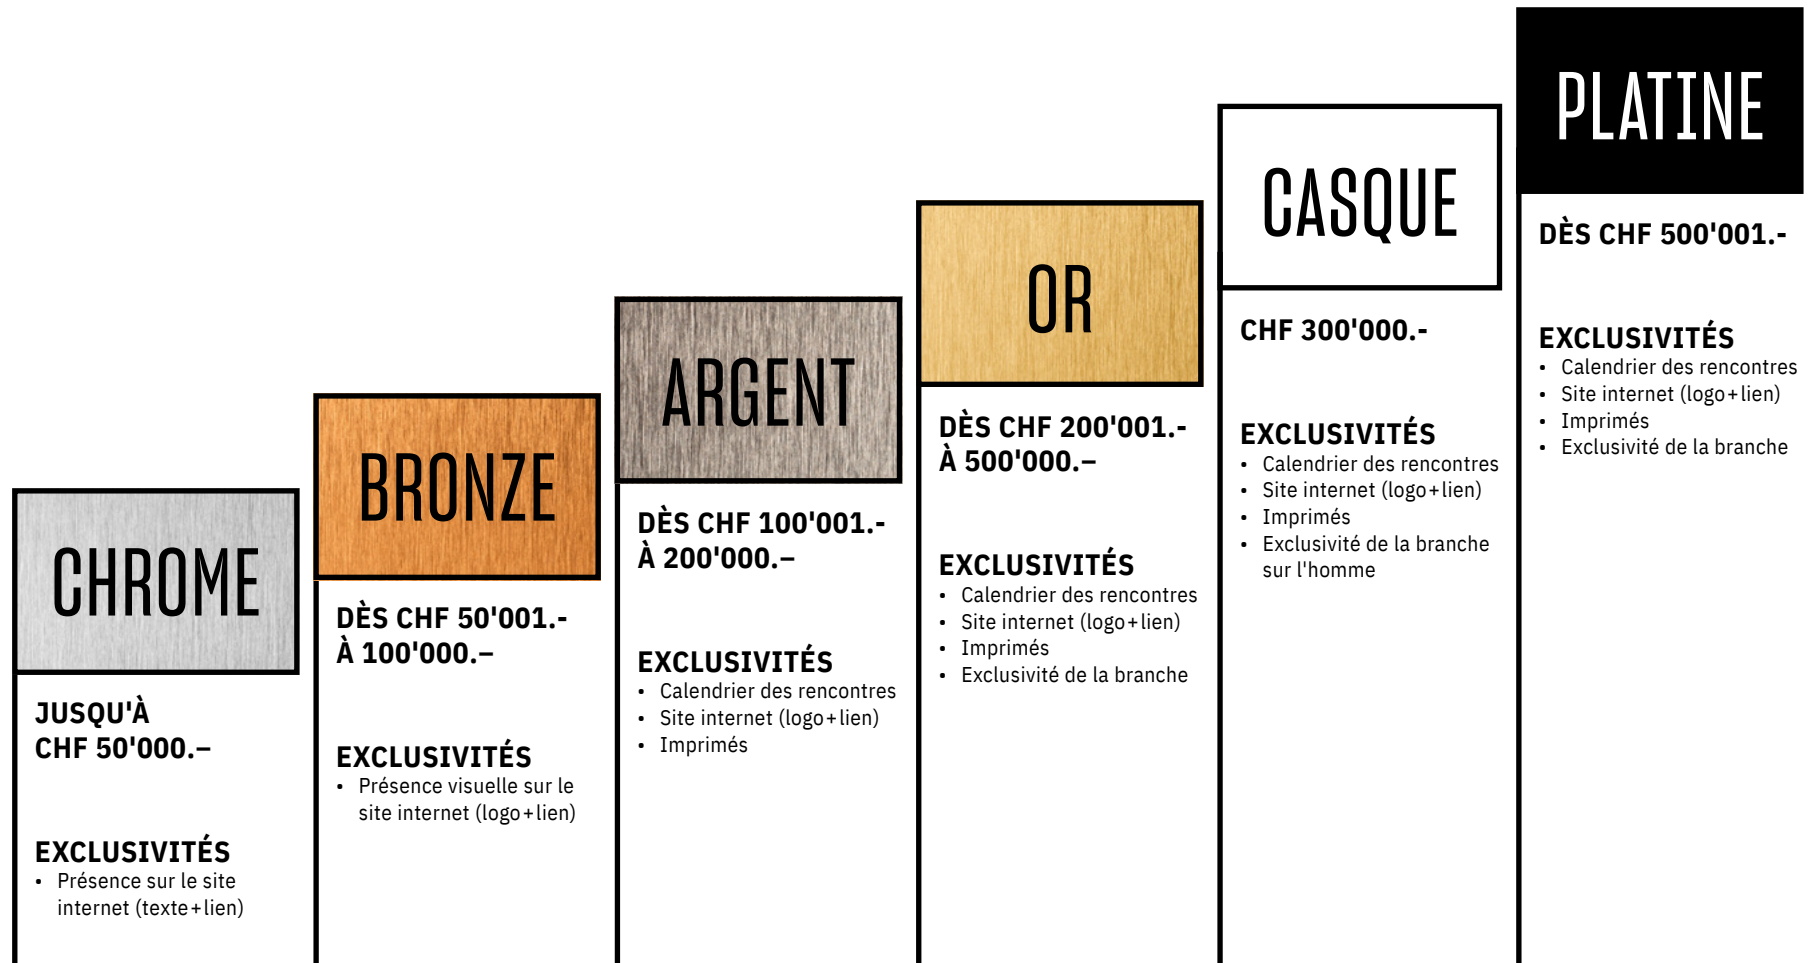 CHROME
JUSQU'À
CHF 50'000.–
EXCLUSIVITÉS
• Présence sur le site
internet (texte+lien)
BRONZE
DÈS CHF 50'001.-
À 100'000.–
EXCLUSIVITÉS
• Présence visuelle sur le
site internet (logo+lien)
ARGENT
DÈS CHF 100'001.-
À 200'000.–
EXCLUSIVITÉS
• Calendrier des rencontres
• Site internet (logo+lien)
• Imprimés
OR
DÈS CHF 200'001.-
À 500'000.–
EXCLUSIVITÉS
• Calendrier des rencontres
• Site internet (logo+lien)
• Imprimés
• Exclusivité de la branche
CASQUE
CHF 300'000.-
EXCLUSIVITÉS
• Calendrier des rencontres
• Site internet (logo+lien)
• Imprimés
• Exclusivité de la branche
sur l'homme
PLATINE
DÈS CHF 500'001.-
EXCLUSIVITÉS
• Calendrier des rencontres
• Site internet (logo+lien)
• Imprimés
• Exclusivité de la branche